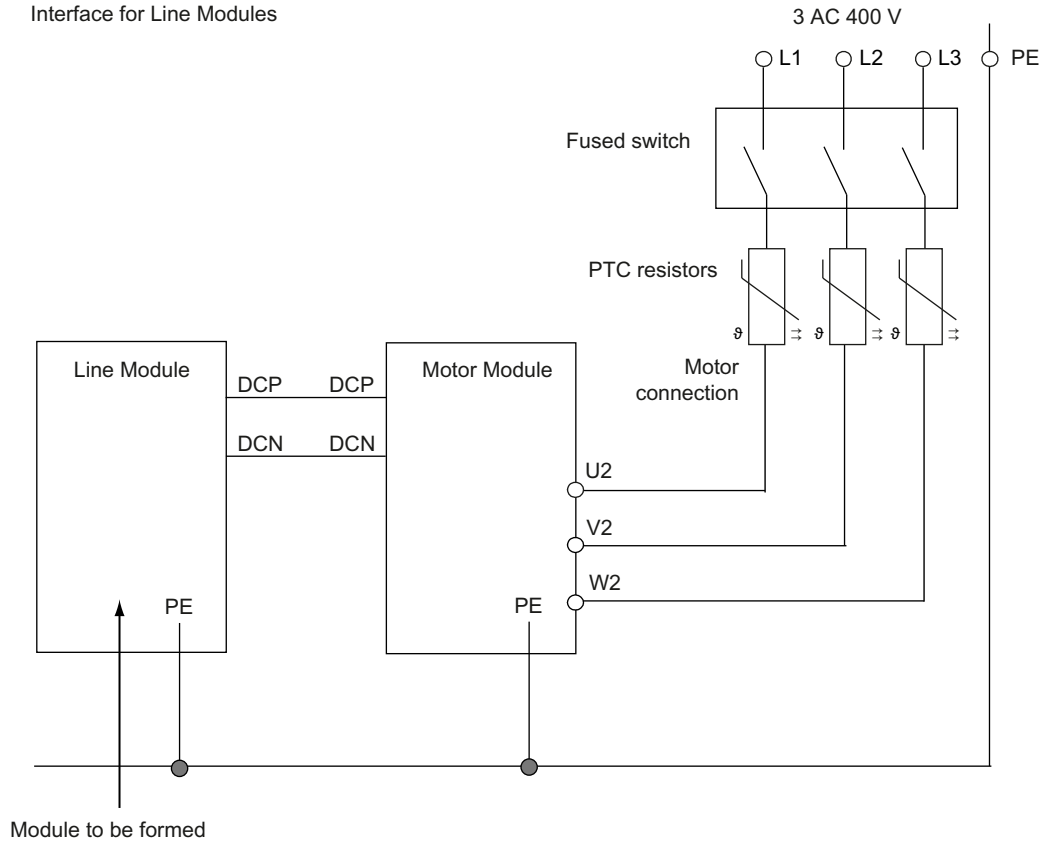 Interface for Line Modules
3 AC 400 V
L1
L2
L3
PE
Fused switch
PTC resistors
ϑ
ϑ
ϑ
Motor
connection
Line Module
DCP
DCP
Motor Module
DCN
DCN
U2
V2
W2
PE
PE
Module to be formed